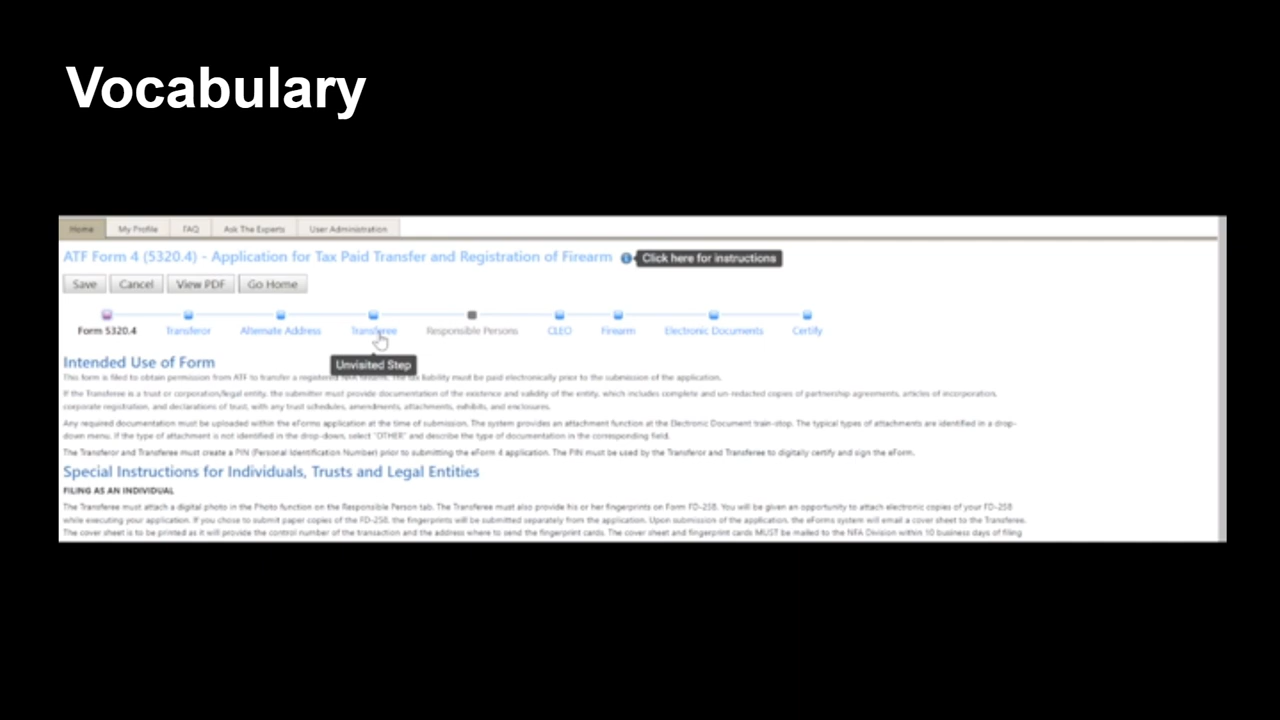 Vocabulary
Home My Profile FAQ Ask The Experts User Administration
ATF Form 4 (5320.4) - Application for Tax Paid Transfer and Registration of Firearm Click here for instructions
Save Cancel View PDF Go Home
Form 5320.4 Transferor Alternate Address Transferee Responsible Persons CLEO Firearm Electronic Documents Certify
Unvisited Step
Intended Use of Form
This form is filed to obtain permission from ATF to transfer a registered NFA firearm. The tax liability must be paid electronically prior to the submission of the application.
If the Transferee is a trust or corporation/legal entity, the submitter must provide documentation of the existence and validity of the entity, which includes complete and un-redacted copies of partnership agreements, articles of incorporation,
corporate registration, and declarations of trust, with any trust schedules, amendments, attachments, exhibits, and enclosures.
Any required documentation must be uploaded within the eForms application at the time of submission. The system provides an attachment function at the Electronic Document train-stop. The typical types of attachments are identified in a drop-
down menu. If the type of attachment is not identified in the drop-down, select "OTHER" and describe the type of documentation in the corresponding field.
The Transferor and Transferee must create a PIN (Personal Identification Number) prior to submitting the eForm 4 application. The PIN must be used by the Transferor and Transferee to digitally certify and sign the eForm.
Special Instructions for Individuals, Trusts and Legal Entities
FILING AS AN INDIVIDUAL
The Transferee must attach a digital photo in the Photo function on the Responsible Person tab. The Transferee must also provide his or her fingerprints on Form FD-258. You will be given an opportunity to attach electronic copies of your FD-258
while executing your application. If you chose to submit paper copies of the FD-258, the fingerprints will be submitted separately from the application. Upon submission of the application, the eForms system will email a cover sheet to the Transferee.
The cover sheet is to be printed as it will provide the control number of the transaction and the address where to send the fingerprint cards. The cover sheet and fingerprint cards MUST be mailed to the NFA Division within 10 business days of filing